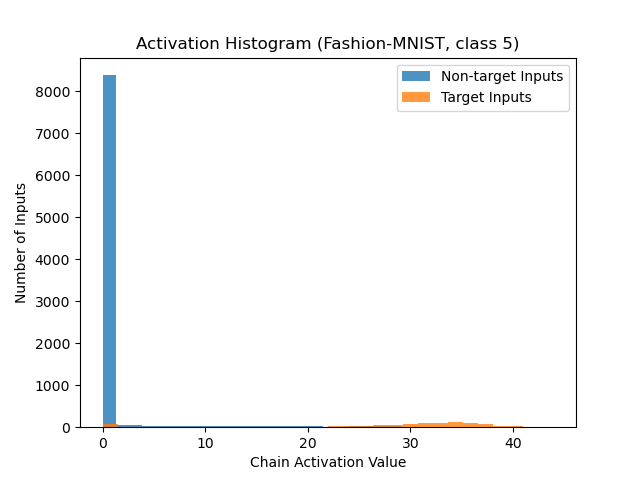 Activation Histogram (Fashion-MNIST, class 5)
Non-target Inputs
Target Inputs
Number of Inputs
8000
7000
6000
5000
4000
3000
2000
1000
0
0 10 20 30 40
Chain Activation Value